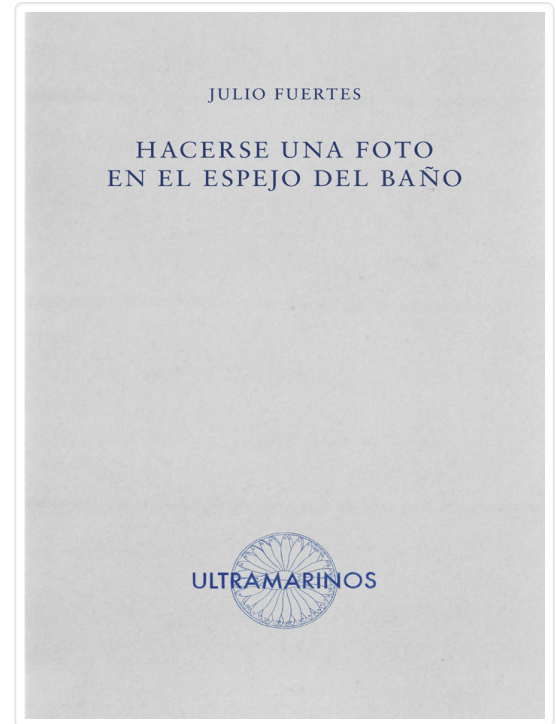 JULIO FUERTES
HACERSE UNA FOTO
EN EL ESPEJO DEL BAÑO
ULTRAMARINOS